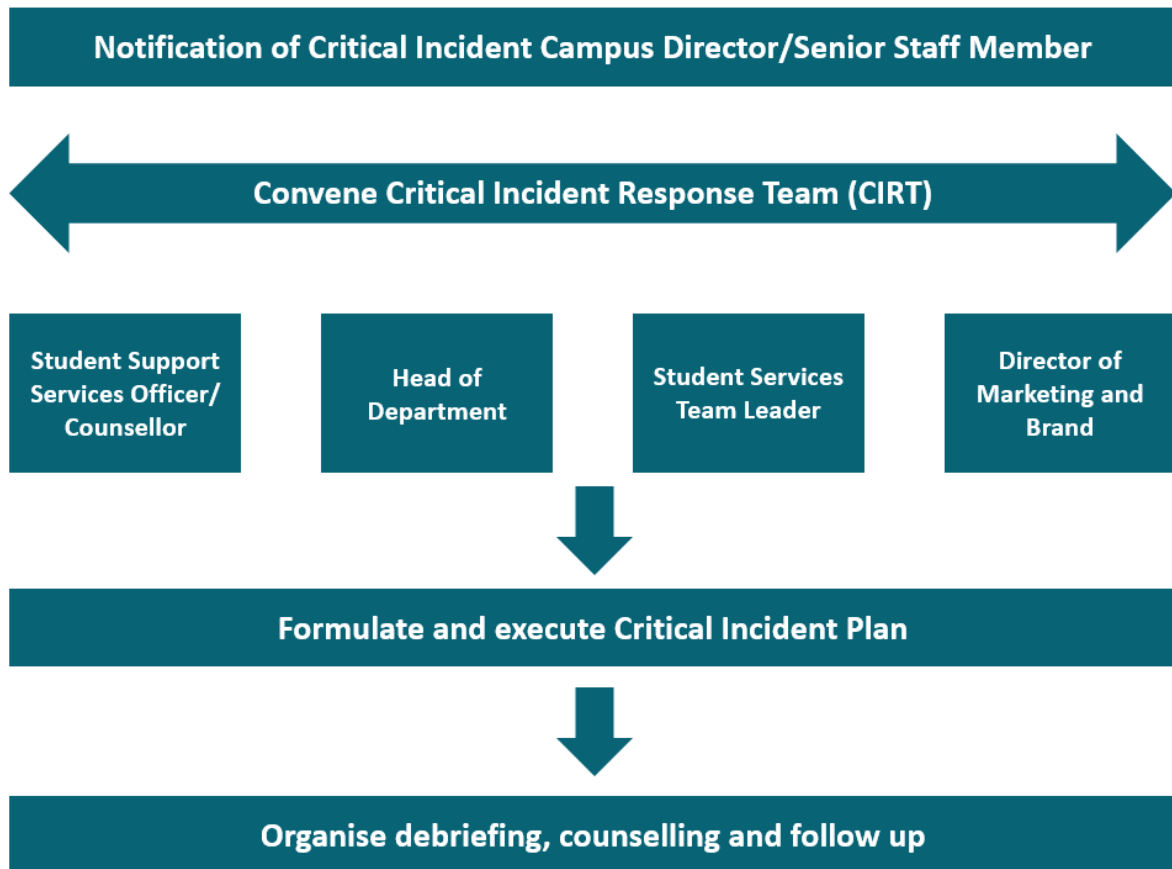 Notification of Critical Incident Campus Director/Senior Staff Member
Convene Critical Incident Response Team (CIRT)
Student Support
Services Officer/
Counsellor
Head of
Department
Student Services
Team Leader
Director of
Marketing and
Brand
Formulate and execute Critical Incident Plan
Organise debriefing, counselling and follow up